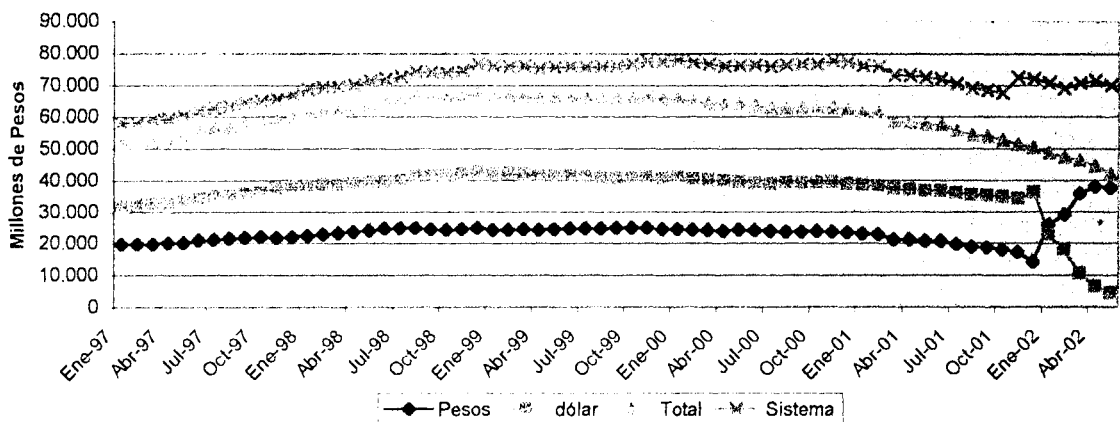 90.000
80.000
70.000
60.000
50.000
40.000
30.000
20.000
10.000
0
Millones de Pesos
Ene-97
Abr-97
Jul-97
Oct-97
Ene-98
Abr-98
Jul-98
Oct-98
Ene-99
Abr-99
Jul-99
Oct-99
Ene-00
Abr-00
Jul-00
Oct-00
Ene-01
Abr-01
Jul-01
Oct-01
Ene-02
Abr-02
Pesos dólar Total Sistema